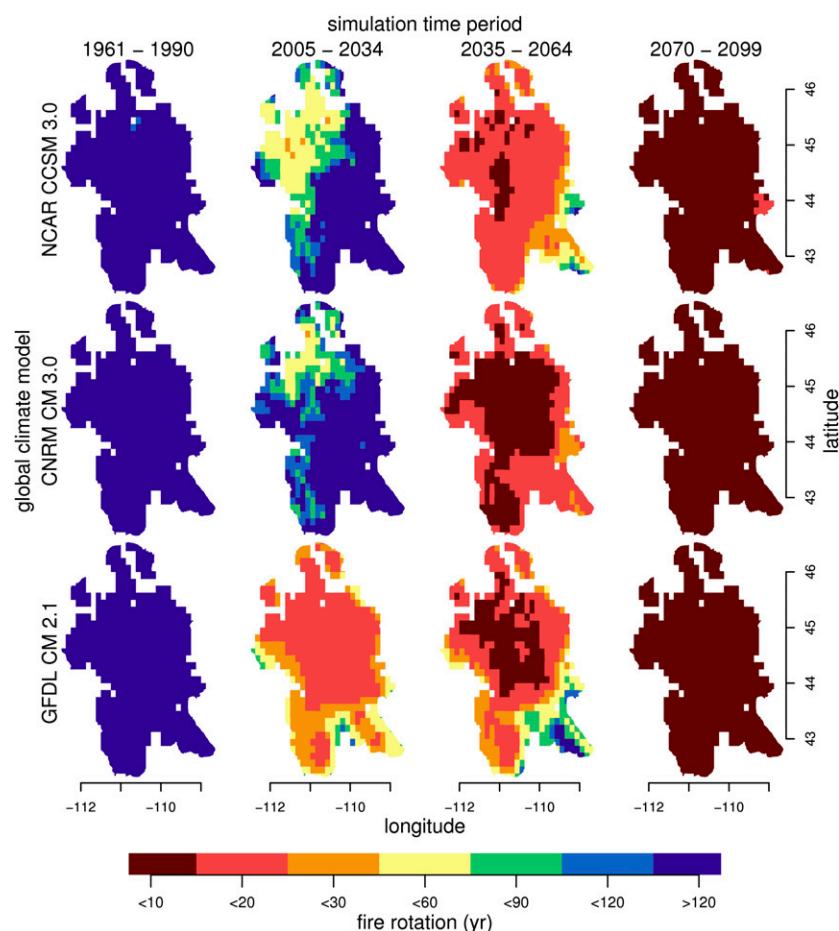 simulation time period
1961 – 1990 2005 – 2034 2035 – 2064 2070 – 2099
global climate model
NCAR CCSM 3.0
CNRM CM 3.0
GFDL CM 2.1
46
45
44
43
46
45
44
43
46
45
44
43
latitude
−112 −110 −112 −110 −112 −110 −112 −110
longitude
<10 <20 <30 <60 <90 <120 >120
fire rotation (yr)